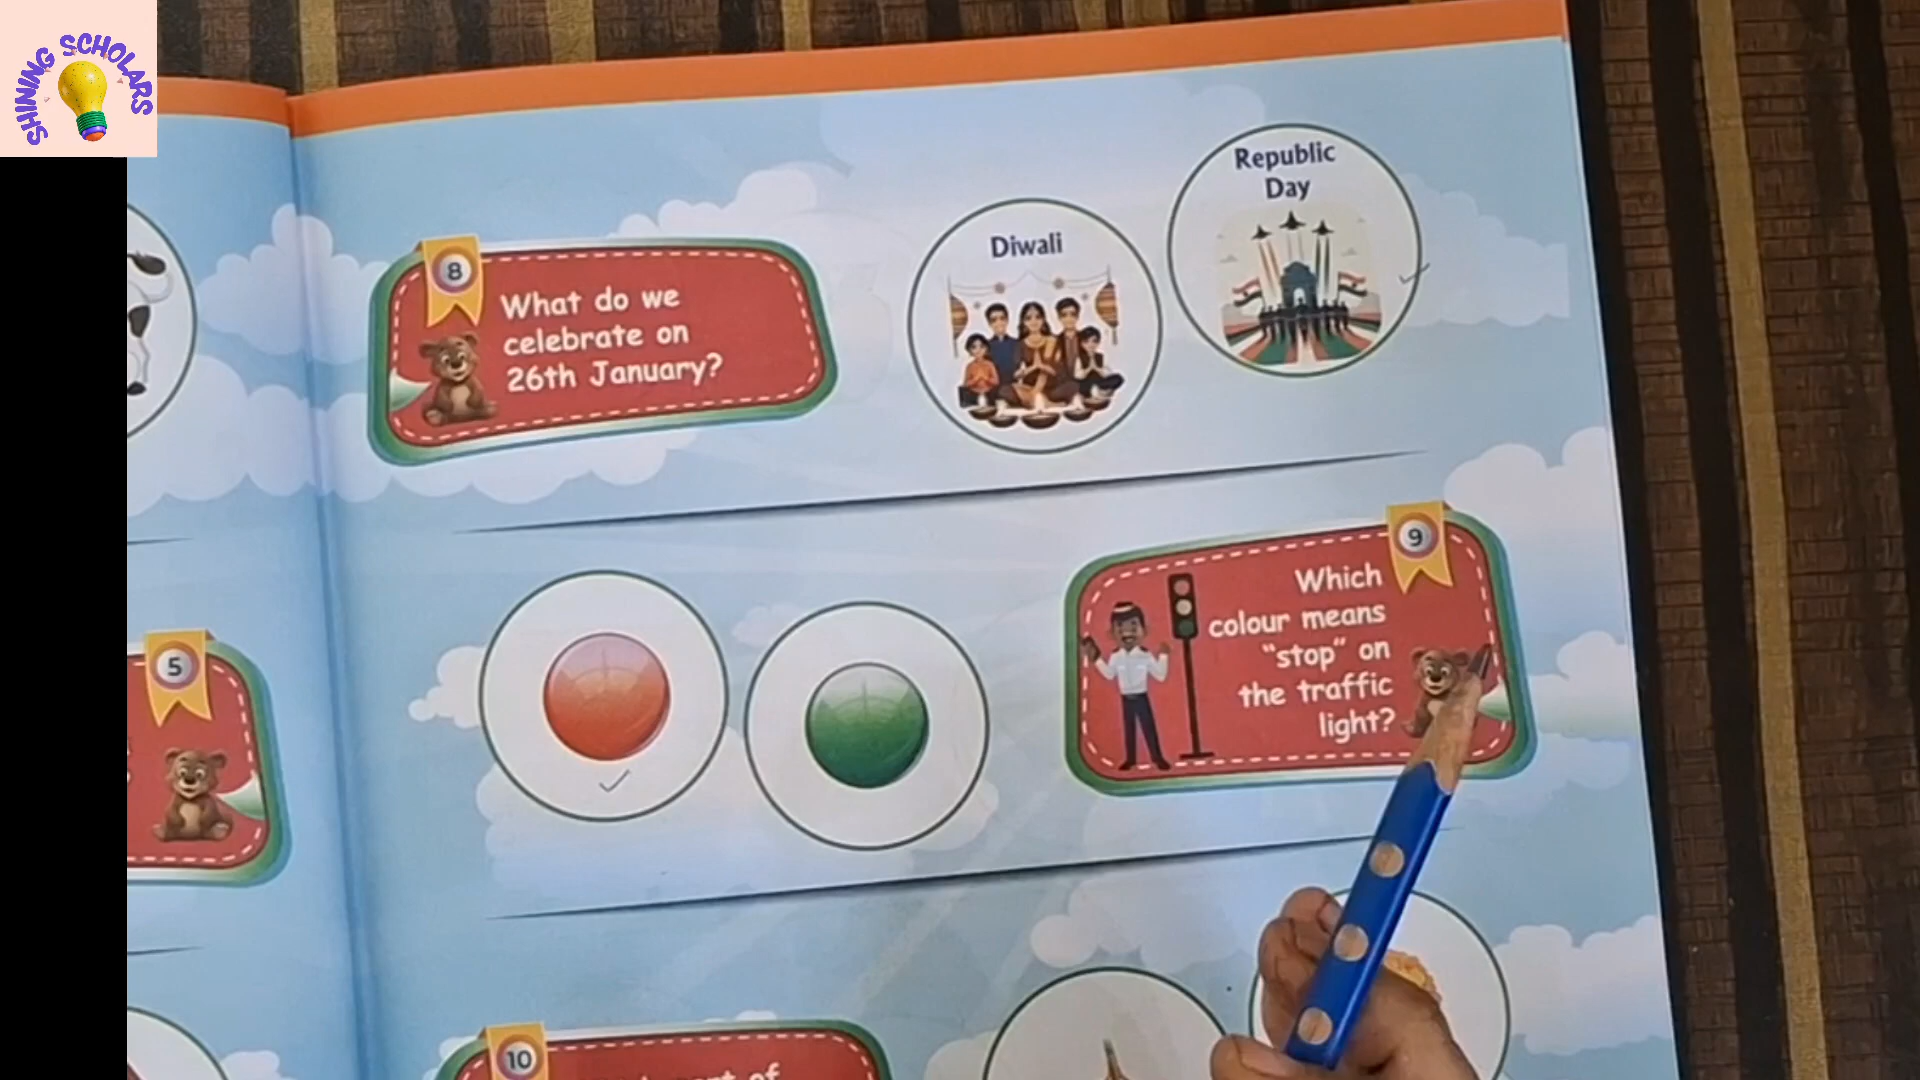 SHINING SCHOLARS
Republic
Day
Diwali
8
What do we
celebrate on
26th January?
9
Which
colour means
"stop" on
the traffic
light?
5
10
of